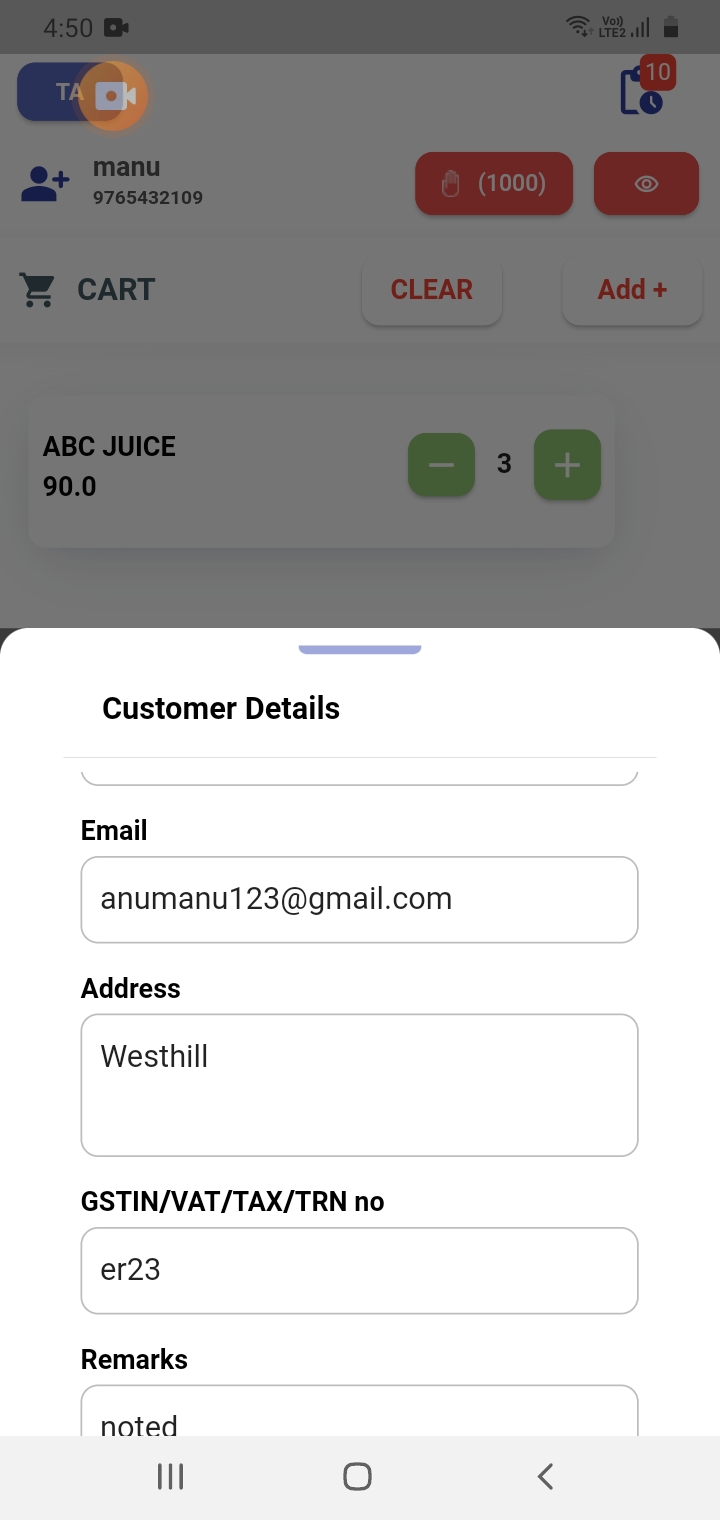 4:50
Vo)) LTE2
TA
10
manu
9765432109
(1000)
CART
CLEAR
Add +
ABC JUICE
90.0
3
Customer Details
Email
anumanu123@gmail.com
Address
Westhill
GSTIN/VAT/TAX/TRN no
er23
Remarks
noted